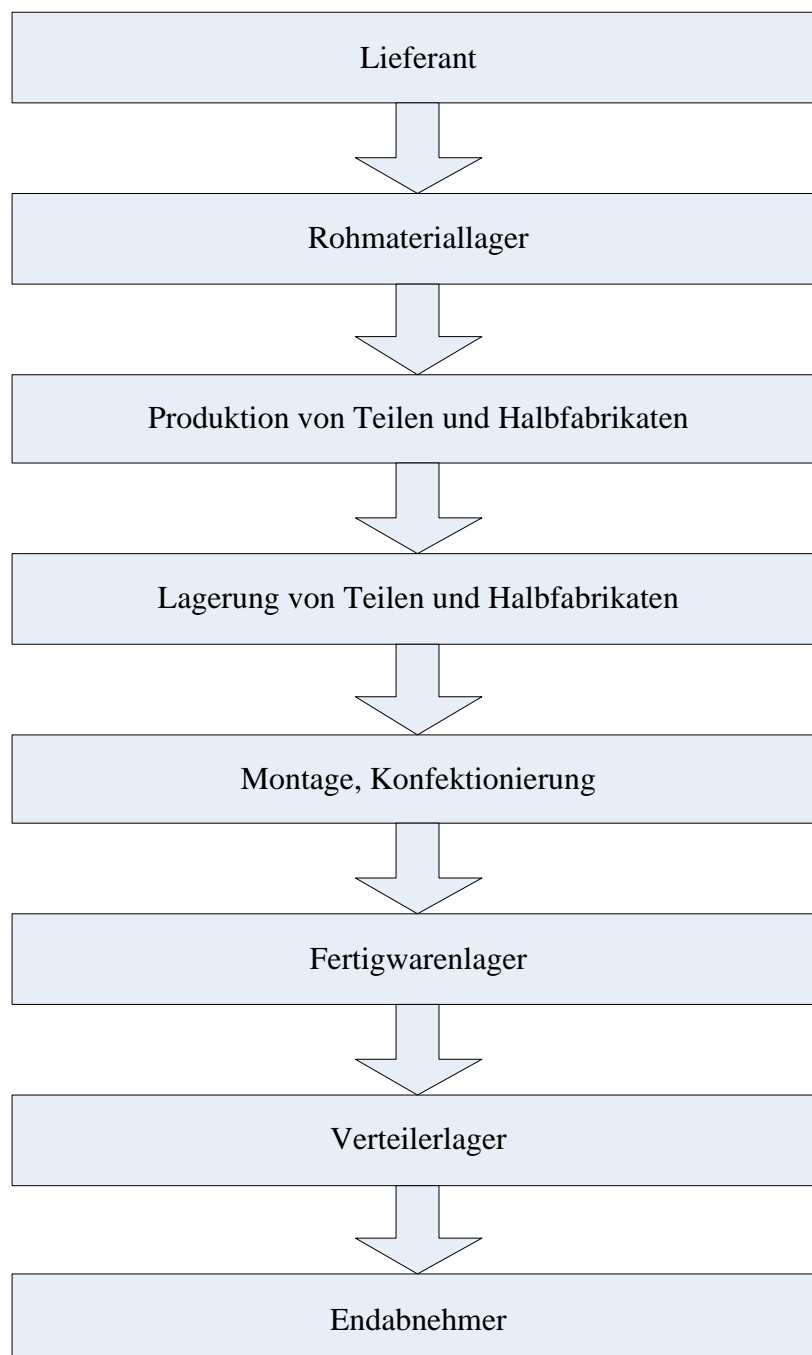 Lieferant
Rohmateriallager
Produktion von Teilen und Halbfabrikaten
Lagerung von Teilen und Halbfabrikaten
Montage, Konfektionierung
Fertigwarenlager
Verteilerlager
Endabnehmer